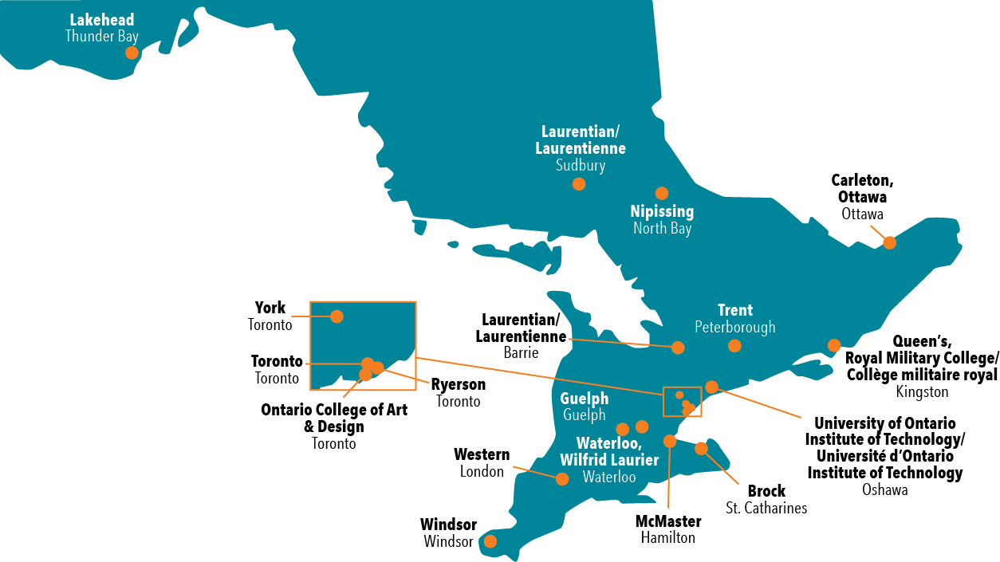 Lakehead
Thunder Bay
Laurentian/
Laurentienne
Sudbury
Nipissing
North Bay
Carleton,
Ottawa
Ottawa
York
Toronto
Toronto
Toronto
Ontario College of Art
& Design
Toronto
Ryerson
Toronto
Laurentian/
Laurentienne
Barrie
Trent
Peterborough
Queen's,
Royal Military College/
Collège militaire royal
Kingston
Guelph
Guelph
Waterloo,
Wilfrid Laurier
Waterloo
University of Ontario
Institute of Technology/
Université d'Ontario
Institute of Technology
Oshawa
Western
London
Brock
St. Catharines
McMaster
Hamilton
Windsor
Windsor